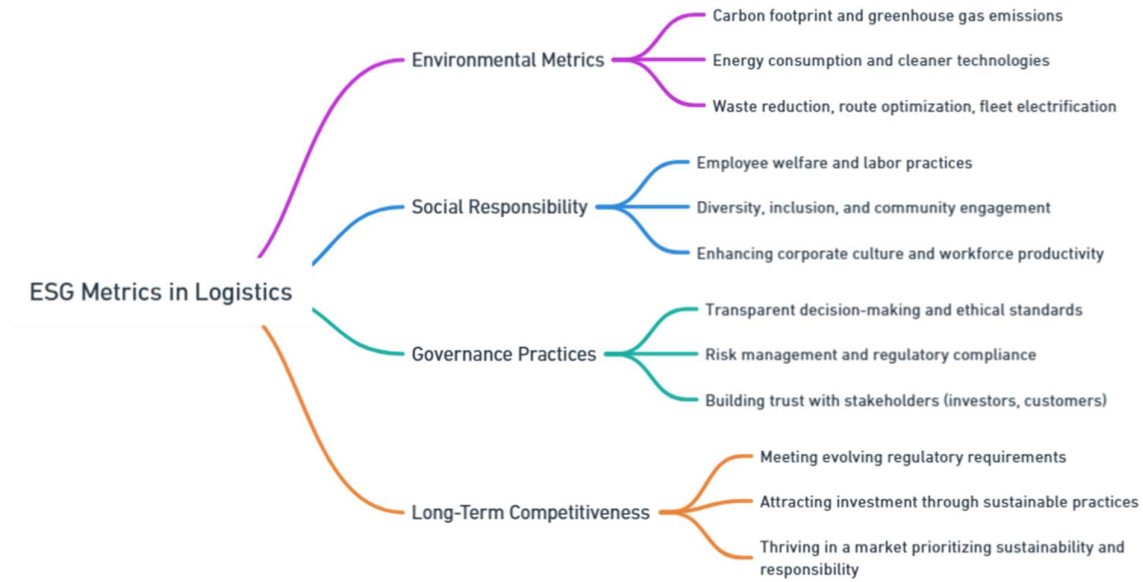 ESG Metrics in Logistics
Environmental Metrics
Carbon footprint and greenhouse gas emissions
Energy consumption and cleaner technologies
Waste reduction, route optimization, fleet electrification
Social Responsibility
Employee welfare and labor practices
Diversity, inclusion, and community engagement
Enhancing corporate culture and workforce productivity
Governance Practices
Transparent decision-making and ethical standards
Risk management and regulatory compliance
Building trust with stakeholders (investors, customers)
Long-Term Competitiveness
Meeting evolving regulatory requirements
Attracting investment through sustainable practices
Thriving in a market prioritizing sustainability and
responsibility